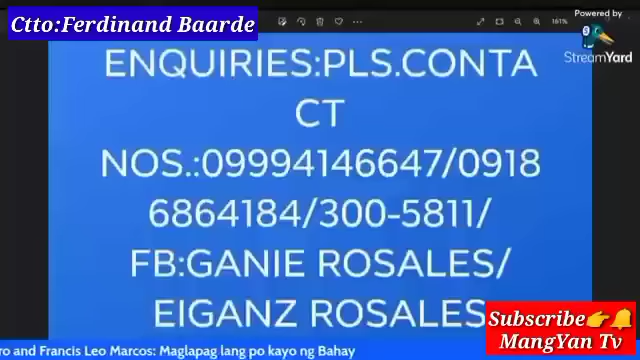 Ctto:Ferdinand Baarde
161%
Powered by
StreamYard
ENQUIRIES:PLS.CONTA
CT
NOS.:09994146647/0918
6864184/300-5811/
FB:GANIE ROSALES/
EIGANZ ROSALES
Subscribe👉🔔
MangYan Tv
ro and Francis Leo Marcos: Maglapag lang po kayo ng Bahay